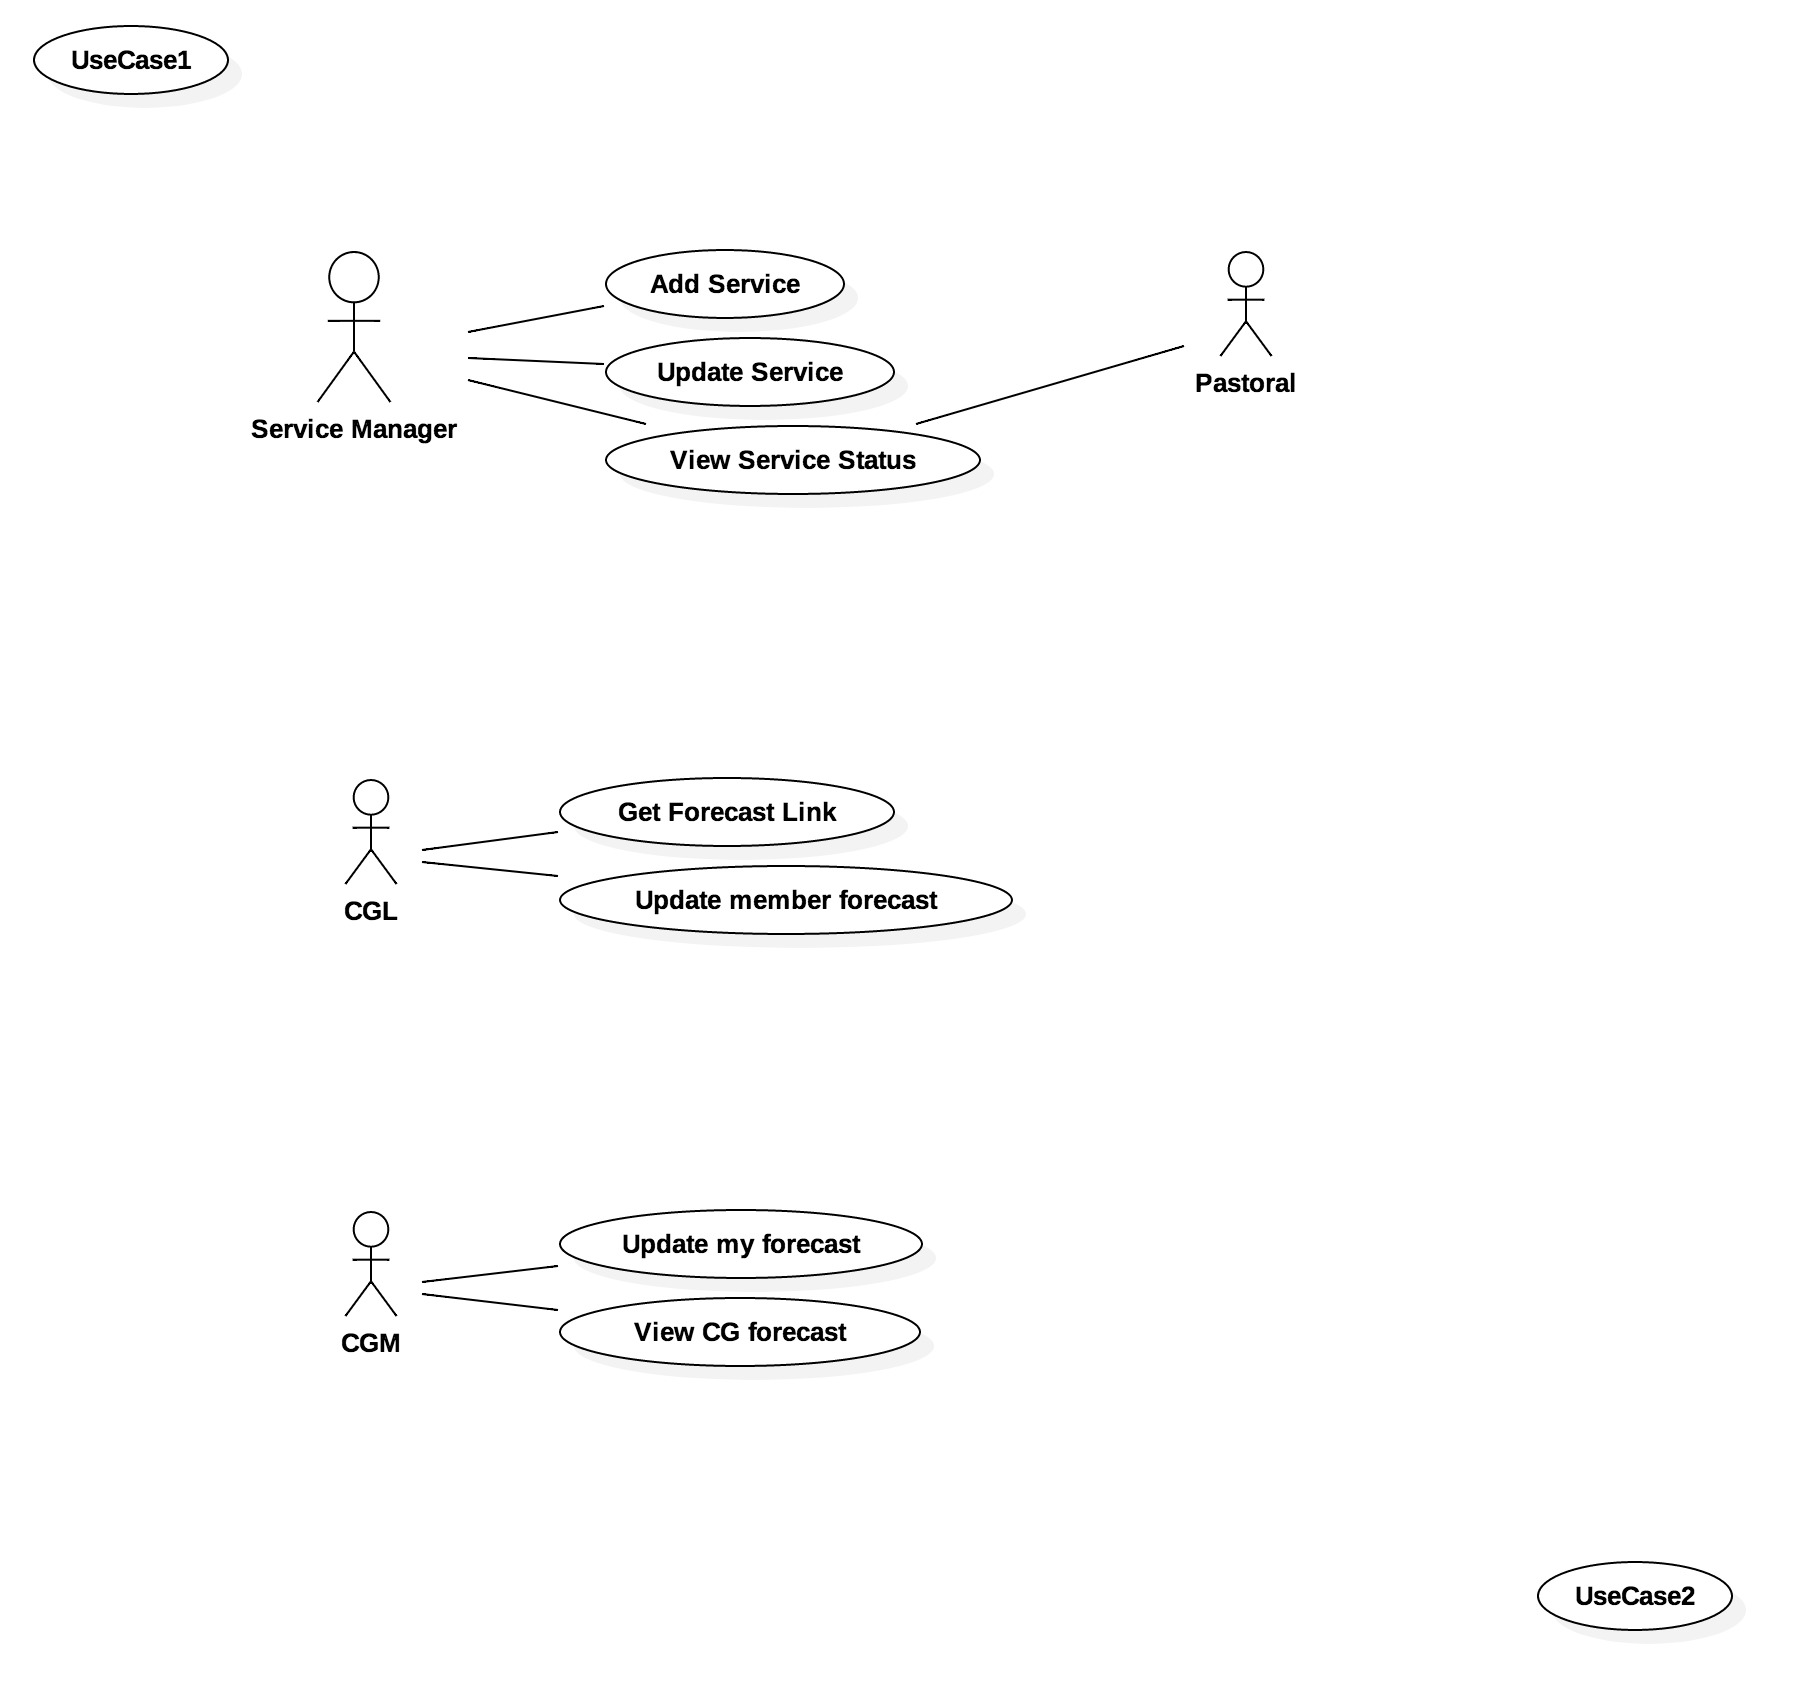 UseCase1
Add Service
Update Service
Pastoral
Service Manager
View Service Status
Get Forecast Link
Update member forecast
CGL
Update my forecast
View CG forecast
CGM
UseCase2